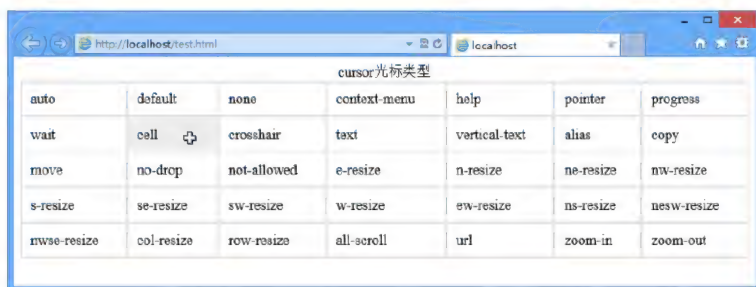 http://localhost/test.html localhost
cursor光标类型
auto default none context-menu help pointer progress
wait cell crosshair text vertical-text alias copy
move no-drop not-allowed e-resize n-resize ne-resize nw-resize
s-resize se-resize sw-resize w-resize ew-resize ns-resize nesw-resize
nwse-resize col-resize row-resize all-scroll url zoom-in zoom-out